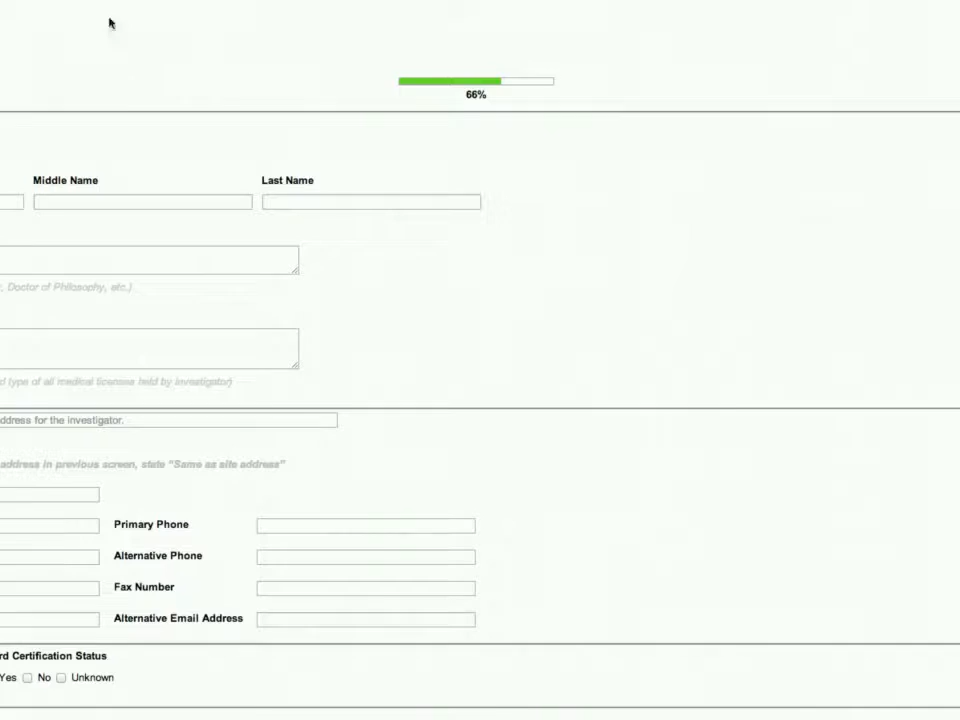 66%
Middle Name Last Name
, Doctor of Philosophy, etc.)
d type of all medical licenses held by investigator)
ddress for the investigator.
address in previous screen, state “Same as site address”
Primary Phone
Alternative Phone
Fax Number
Alternative Email Address
rd Certification Status
Yes No Unknown